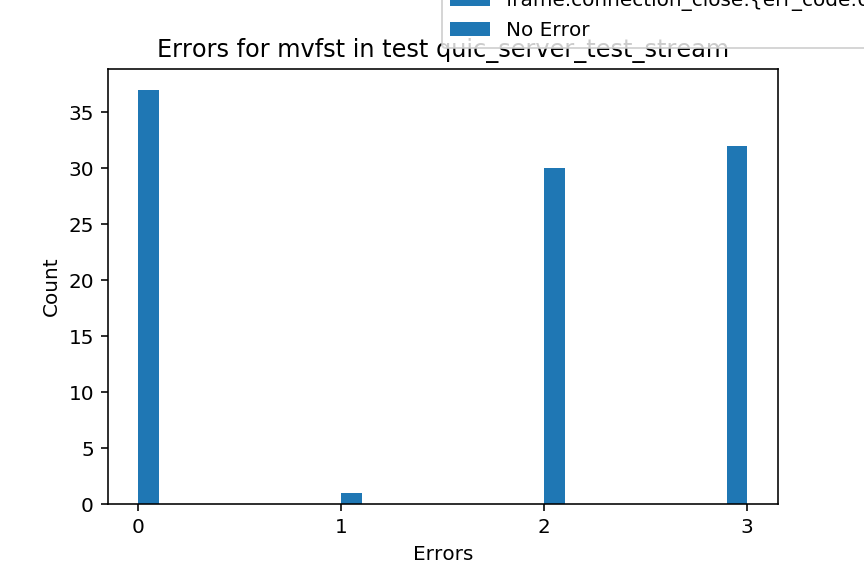 frame.connection_close:{err_code:
No Error
Errors for mvfst in test quic_server_test_stream
35
30
25
20
15
10
5
0
Count
0 1 2 3
Errors